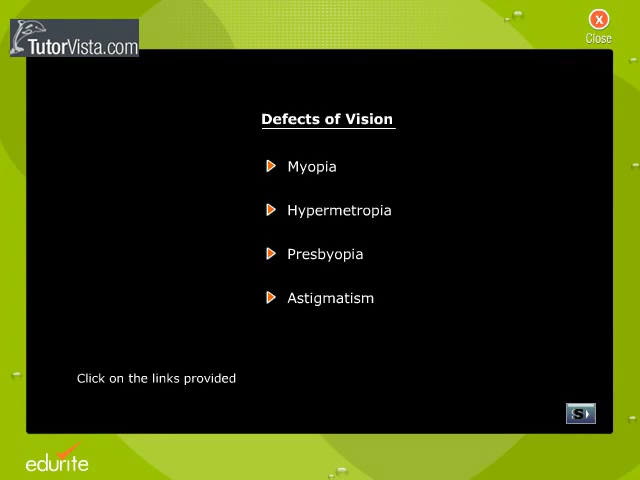 TutorVista.com
X
Close
Defects of Vision
Myopia
Hypermetropia
Presbyopia
Astigmatism
Click on the links provided
S
edurite